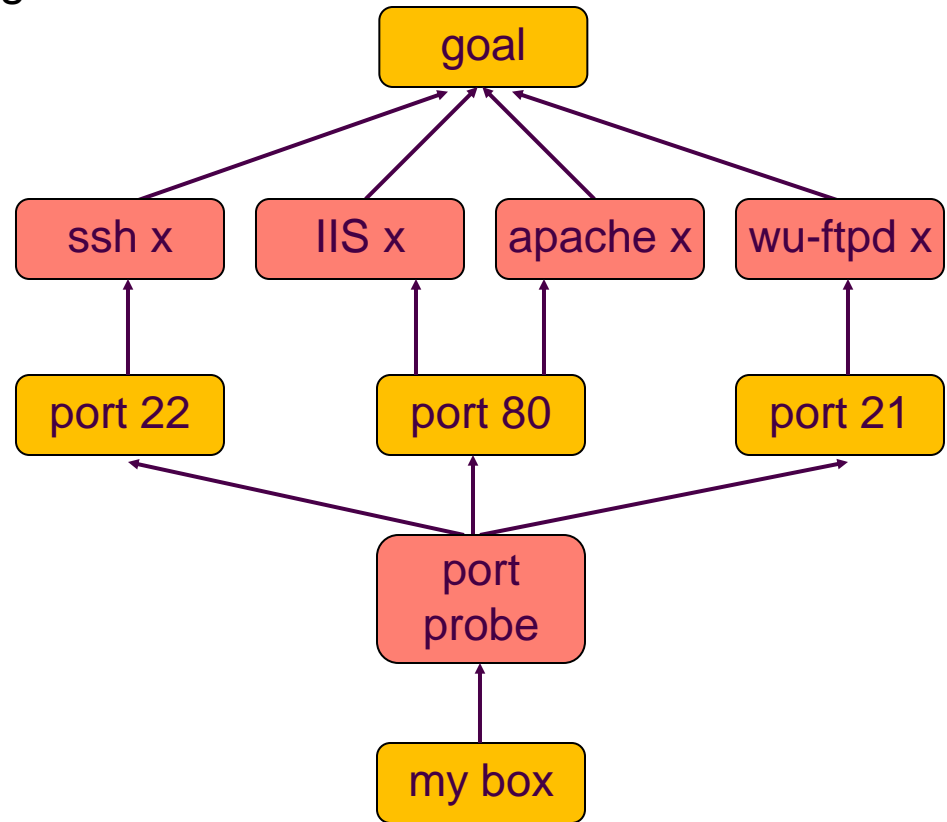 goal
ssh x
IIS x
apache x
wu-ftpd x
port 22
port 80
port 21
port
probe
my box